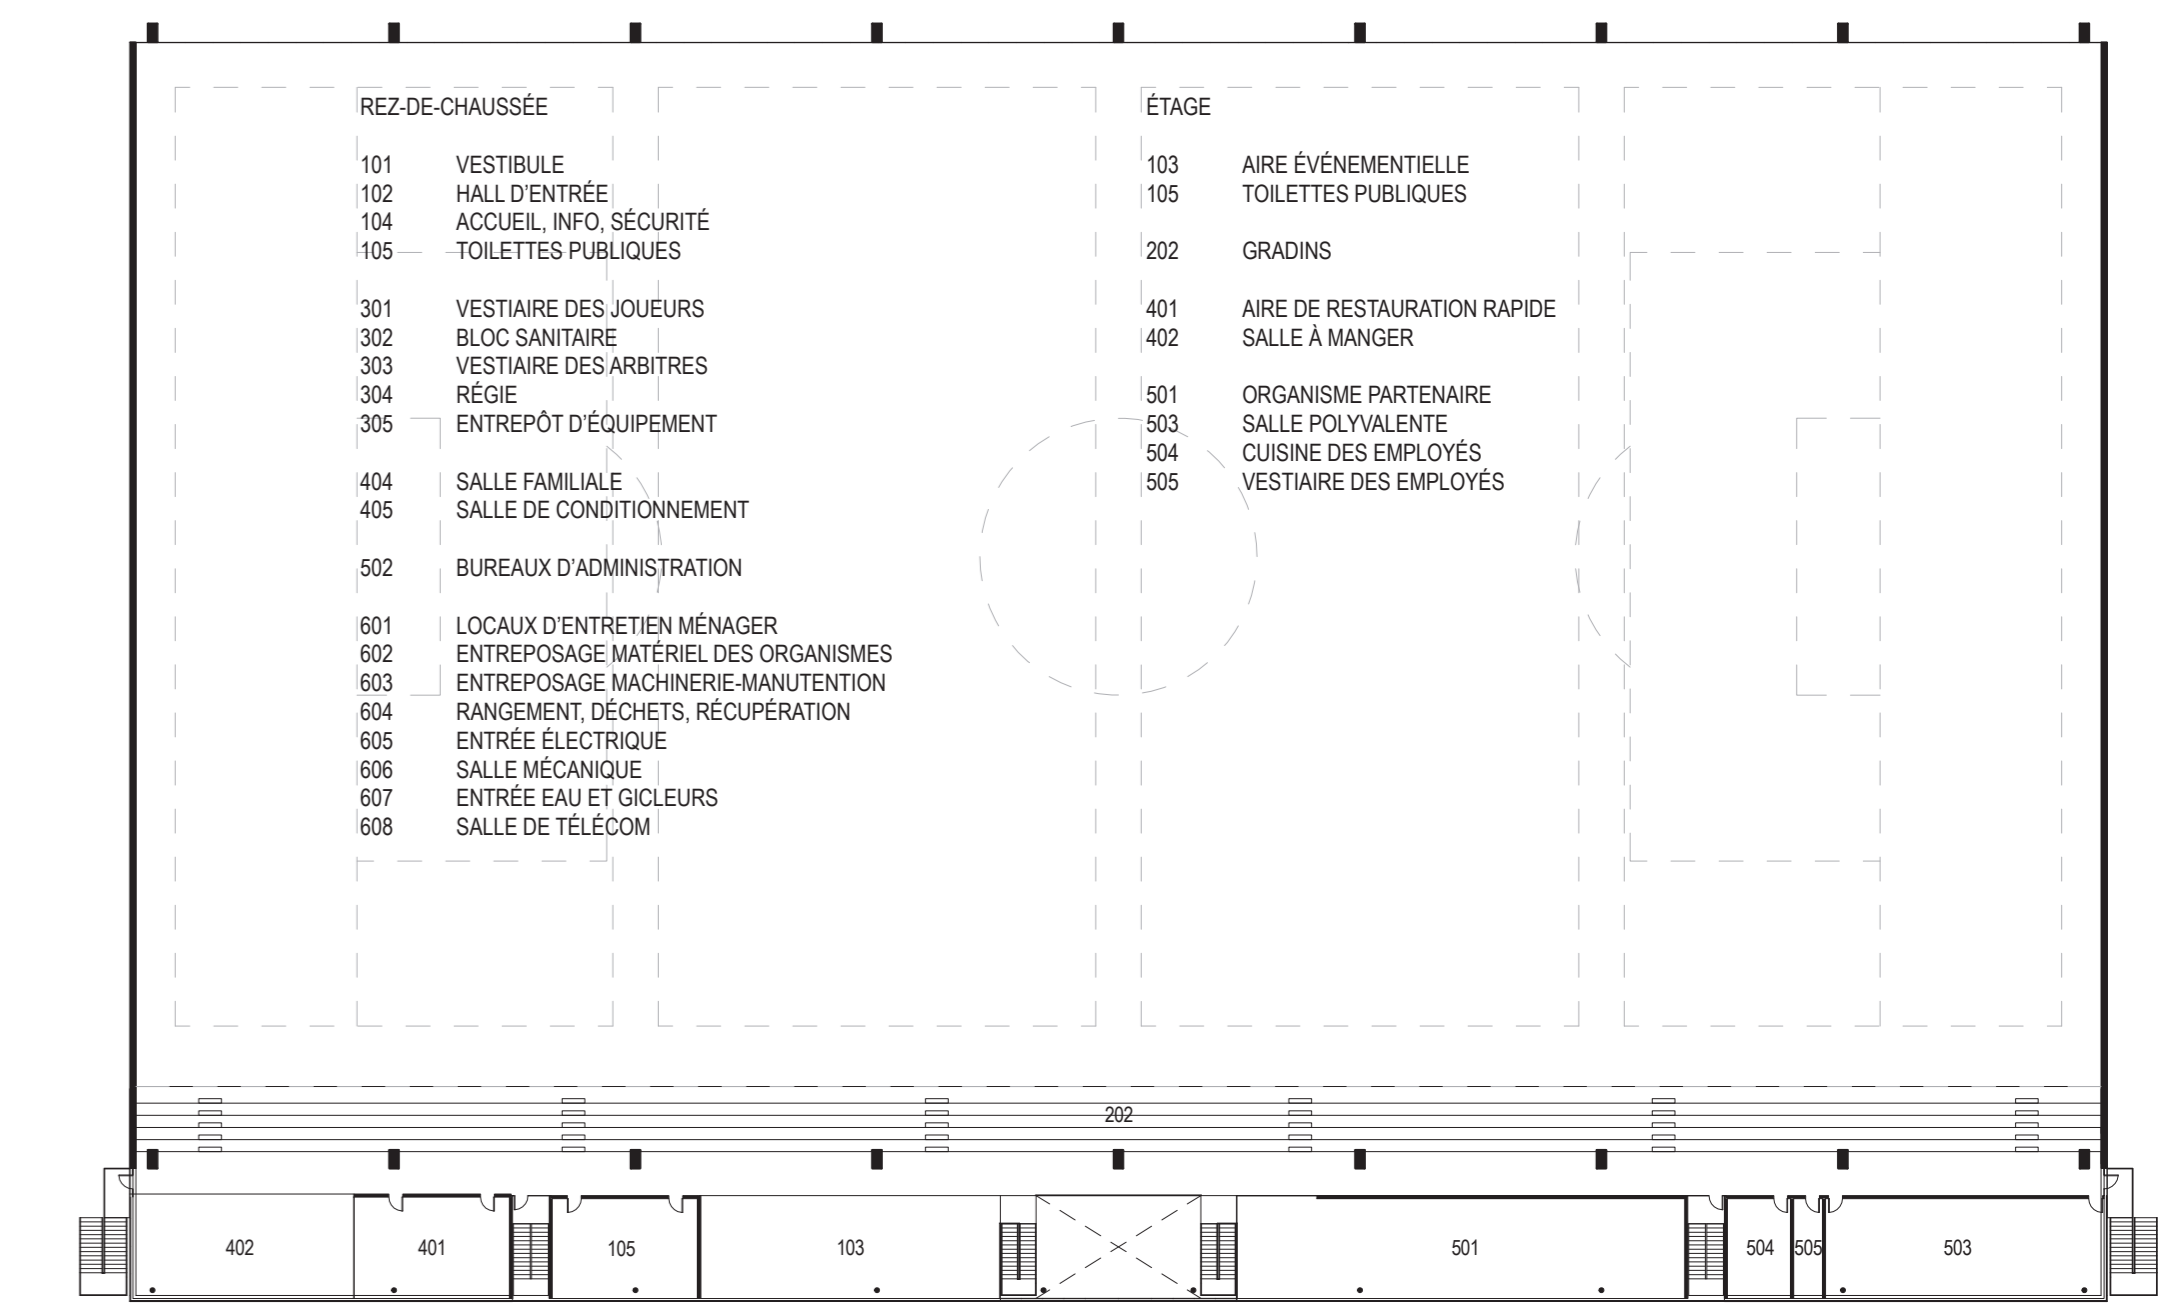 REZ-DE-CHAUSSÉE
101 VESTIBULE
102 HALL D'ENTRÉE
104 ACCUEIL, INFO, SÉCURITÉ
105 TOILETTES PUBLIQUES
301 VESTIAIRE DES JOUEURS
302 BLOC SANITAIRE
303 VESTIAIRE DES ARBITRES
304 RÉGIE
305 ENTREPÔT D'ÉQUIPEMENT
404 SALLE FAMILIALE
405 SALLE DE CONDITIONNEMENT
502 BUREAUX D'ADMINISTRATION
601 LOCAUX D'ENTRETIEN MÉNAGER
602 ENTREPOSAGE MATÉRIEL DES ORGANISMES
603 ENTREPOSAGE MACHINERIE-MANUTENTION
604 RANGEMENT, DÉCHETS, RÉCUPÉRATION
605 ENTRÉE ÉLECTRIQUE
606 SALLE MÉCANIQUE
607 ENTRÉE EAU ET GICLEURS
608 SALLE DE TÉLÉCOM
ÉTAGE
103 AIRE ÉVÉNEMENTIELLE
105 TOILETTES PUBLIQUES
202 GRADINS
401 AIRE DE RESTAURATION RAPIDE
402 SALLE À MANGER
501 ORGANISME PARTENAIRE
503 SALLE POLYVALENTE
504 CUISINE DES EMPLOYÉS
505 VESTIAIRE DES EMPLOYÉS
202
402 401 105 103 501 504 505 503